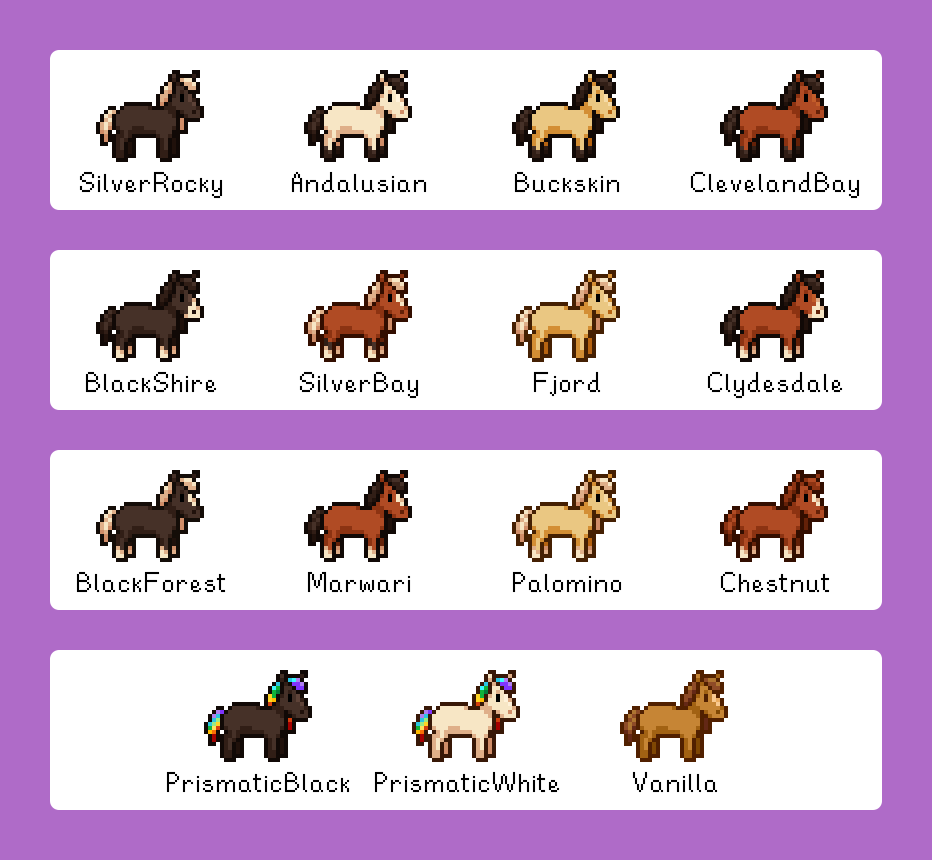 SilverRocky Andalusian Buckskin ClevelandBay
BlackShire SilverBay Fjord Clydesdale
BlackForest Marwari Palomino Chestnut
PrismaticBlack PrismaticWhite Vanilla